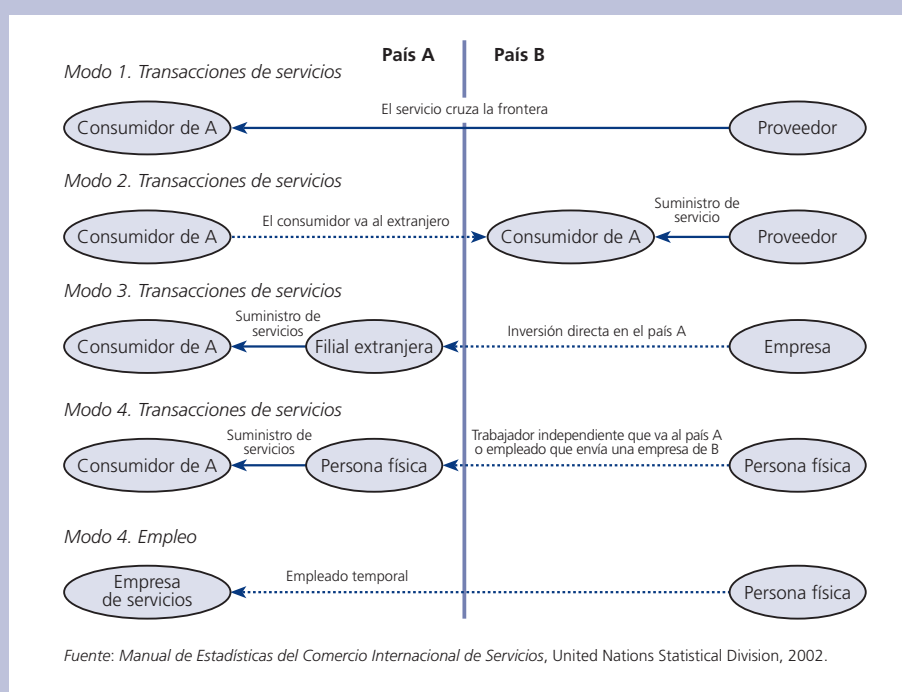 País A
País B
Modo 1. Transacciones de servicios
El servicio cruza la frontera
Consumidor de A
Proveedor
Modo 2. Transacciones de servicios
Suministro de
servicio
El consumidor va al extranjero
Consumidor de A
Consumidor de A
Proveedor
Modo 3. Transacciones de servicios
Suministro de
servicios
Inversión directa en el país A
Consumidor de A
Filial extranjera
Empresa
Modo 4. Transacciones de servicios
Suministro de
servicios
Trabajador independiente que va al país A
o empleado que envía una empresa de B
Consumidor de A
Persona física
Persona física
Modo 4. Empleo
Empleado temporal
Empresa
de servicios
Persona física
Fuente: Manual de Estadísticas del Comercio Internacional de Servicios, United Nations Statistical Division, 2002.